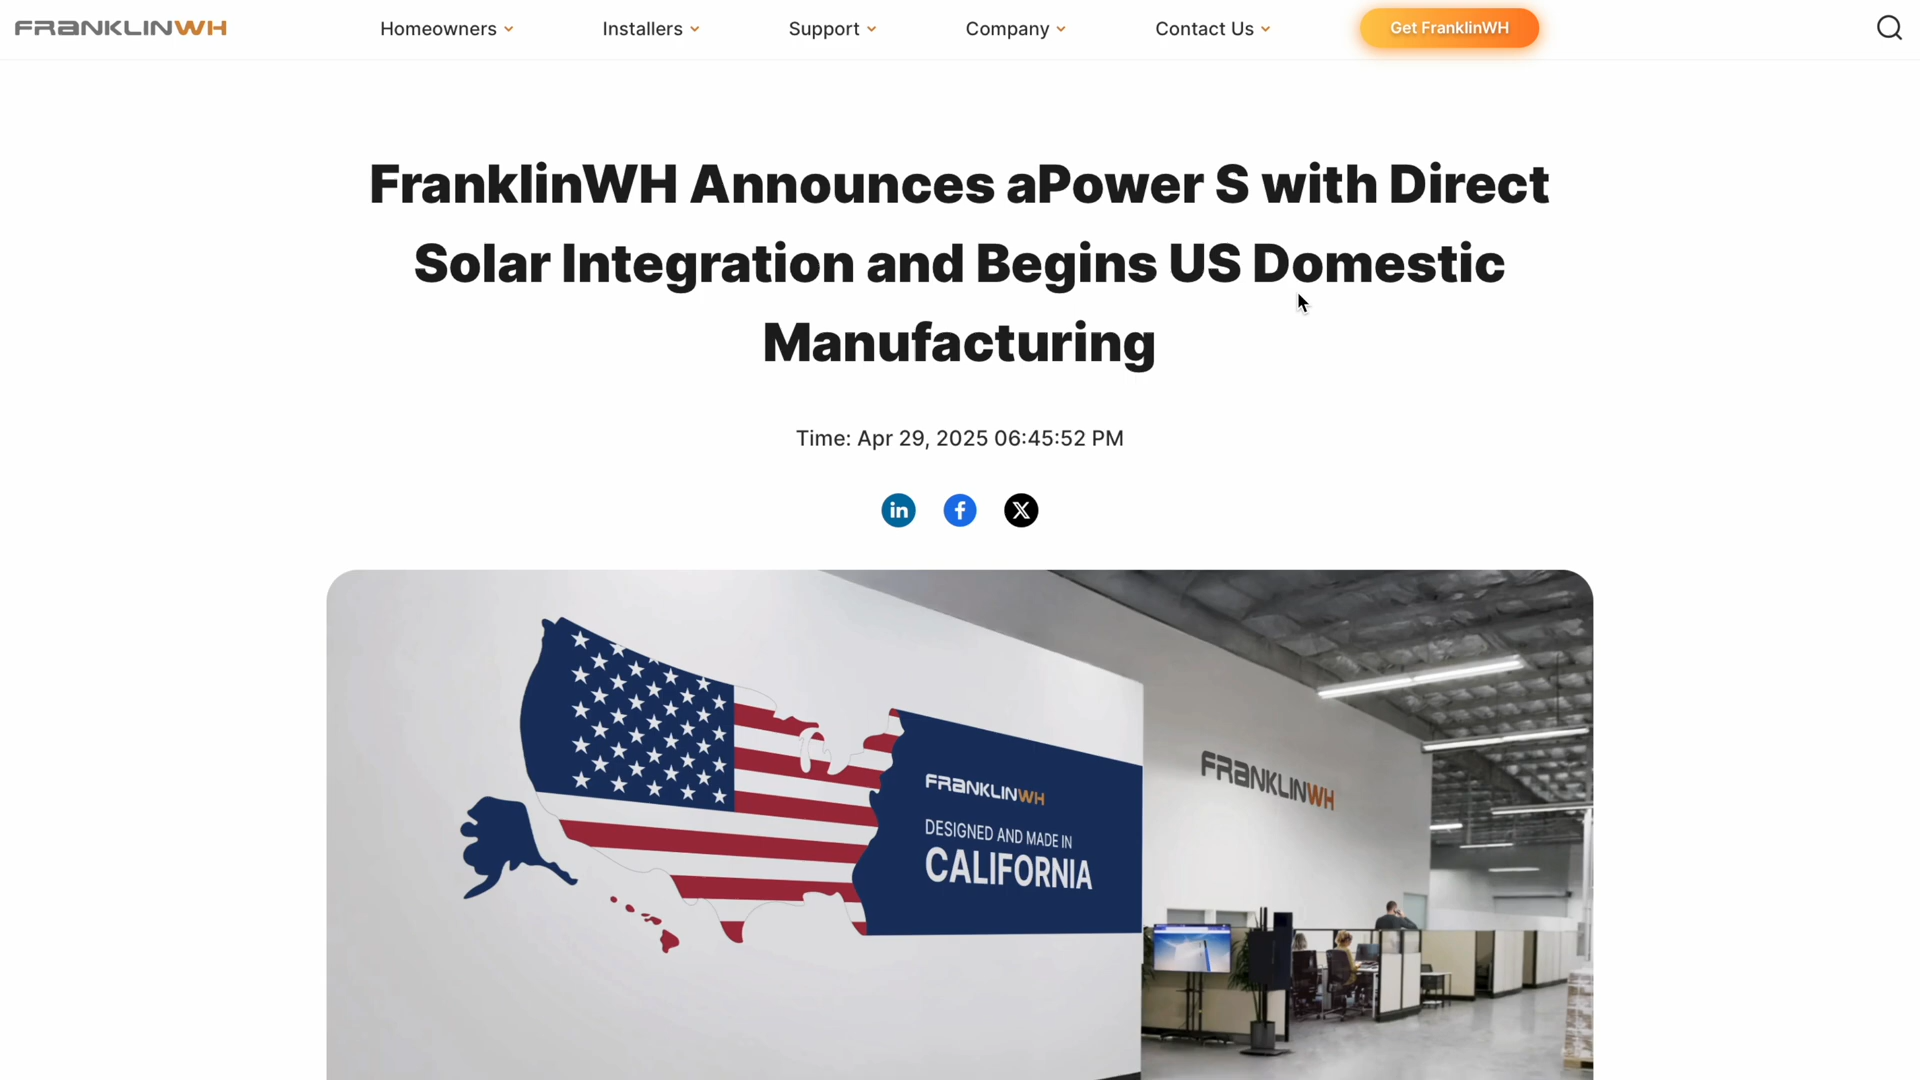 FRANKLINWH
Homeowners
Installers
Support
Company
Contact Us
Get FranklinWH
FranklinWH Announces aPower S with Direct
Solar Integration and Begins US Domestic
Manufacturing
Time: Apr 29, 2025 06:45:52 PM
in
f
X
FRANKLINWH
DESIGNED AND MADE IN
CALIFORNIA
FRANKLINWH